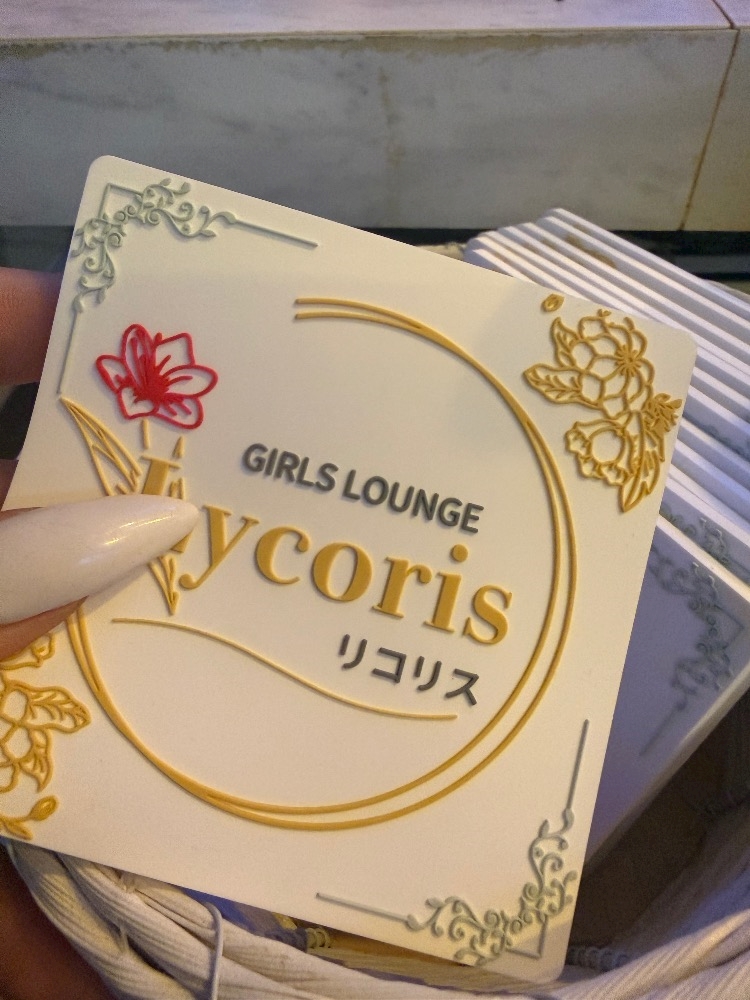 GIRLS LOUNGE
Lycoris
リコリス